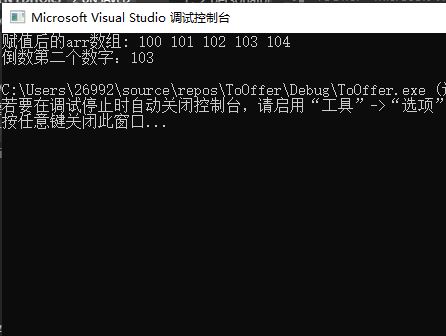 Microsoft Visual Studio 调试控制台
赋值后的arr数组: 100 101 102 103 104
倒数第二个数字: 103
C:\Users\26992\source\repos\ToOffer\Debug\ToOffer.exe
若要在调试停止时自动关闭控制台，请启用“工具”->“选项”
按任意键关闭此窗口...